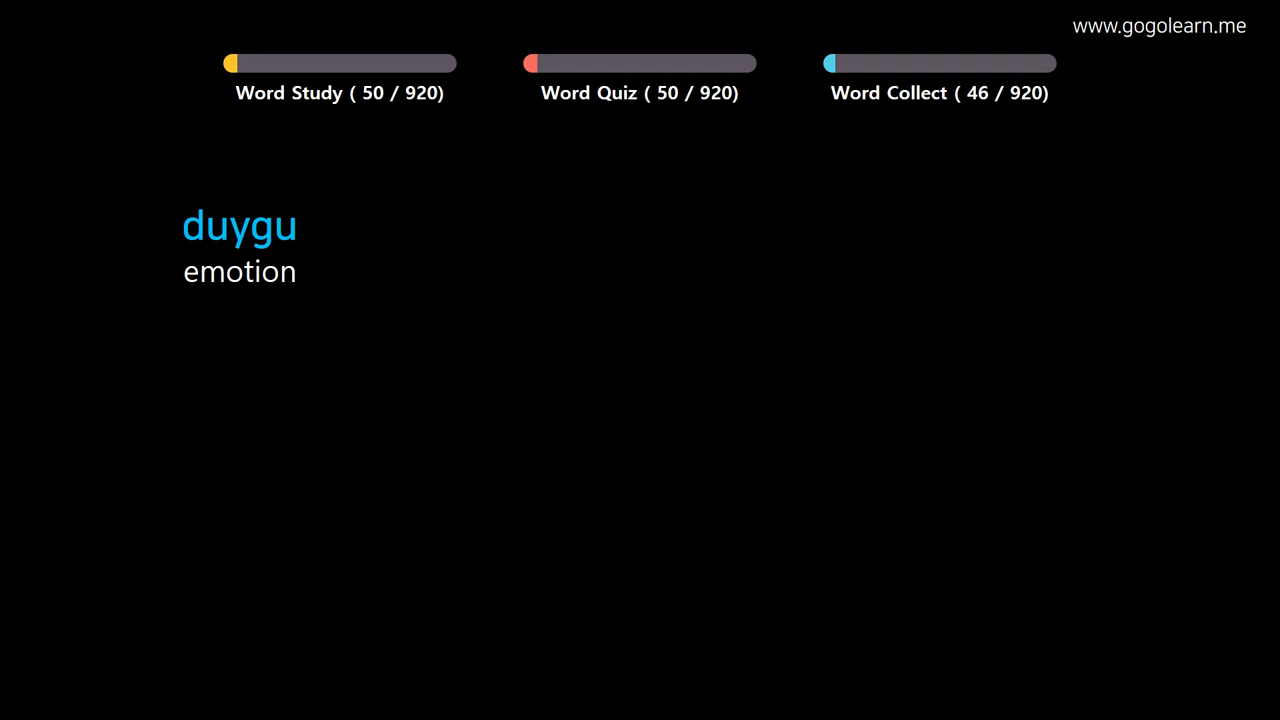 www.gogolearn.me
Word Study ( 50 / 920)
Word Quiz ( 50 / 920)
Word Collect ( 46 / 920)
duygu
emotion